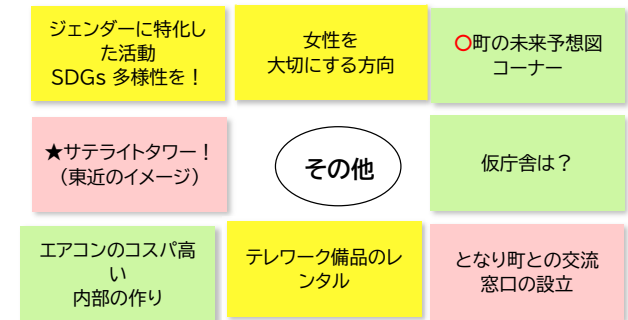 ジェンダーに特化し
た活動
SDGs 多様性を！
女性を
大切にする方向
○町の未来予想図
コーナー
★サテライトタワー！
（東近のイメージ）
その他
仮庁舎は？
エアコンのコスパ高
い
内部の作り
テレワーク備品のレ
ンタル
となり町との交流
窓口の設立